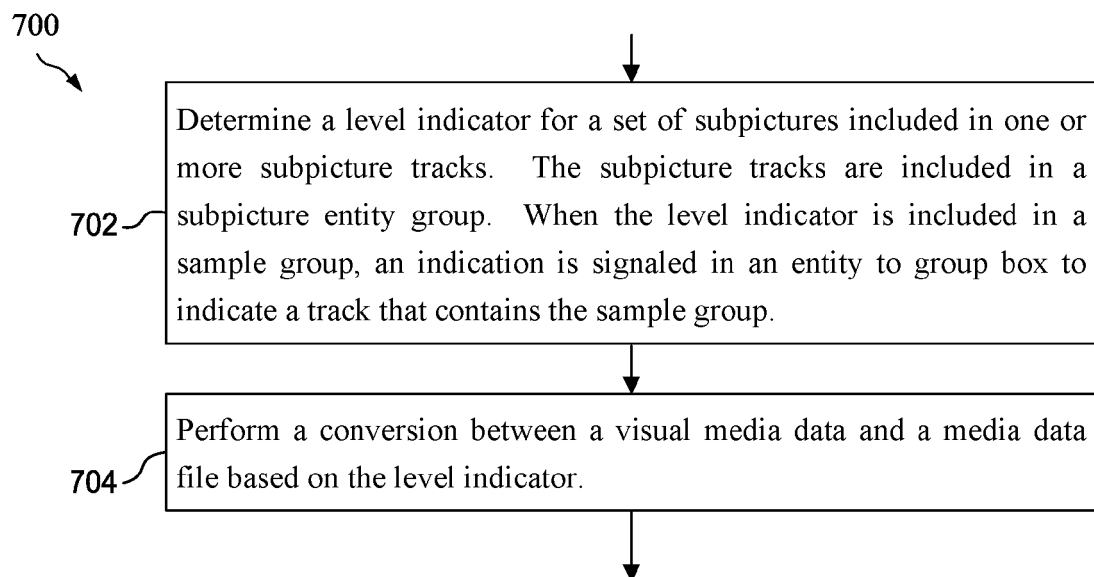 700
Determine a level indicator for a set of subpictures included in one or
more subpicture tracks. The subpicture tracks are included in a
subpicture entity group. When the level indicator is included in a
sample group, an indication is signaled in an entity to group box to
indicate a track that contains the sample group.
702
Perform a conversion between a visual media data and a media data
file based on the level indicator.
704